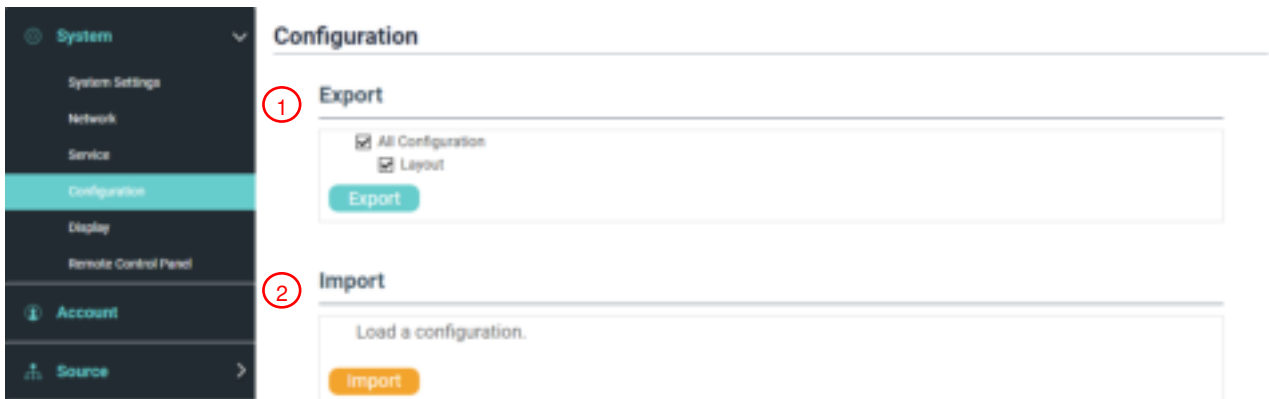 System
System Settings
Network
Service
Configuration
Display
Remote Control Panel
Account
Source
Configuration
1
Export
All Configuration
Layout
Export
2
Import
Load a configuration.
Import